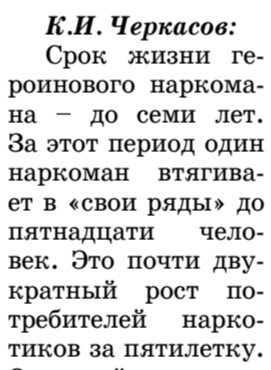 К.И. Черкасов:
Срок жизни ге-
роинового наркома-
на – до семи лет.
За этот период один
наркоман втягива-
ет в «свои ряды» до
пятнадцати чело-
век. Это почти дву-
кратный рост по-
требителей нарко-
тиков за пятилетку.